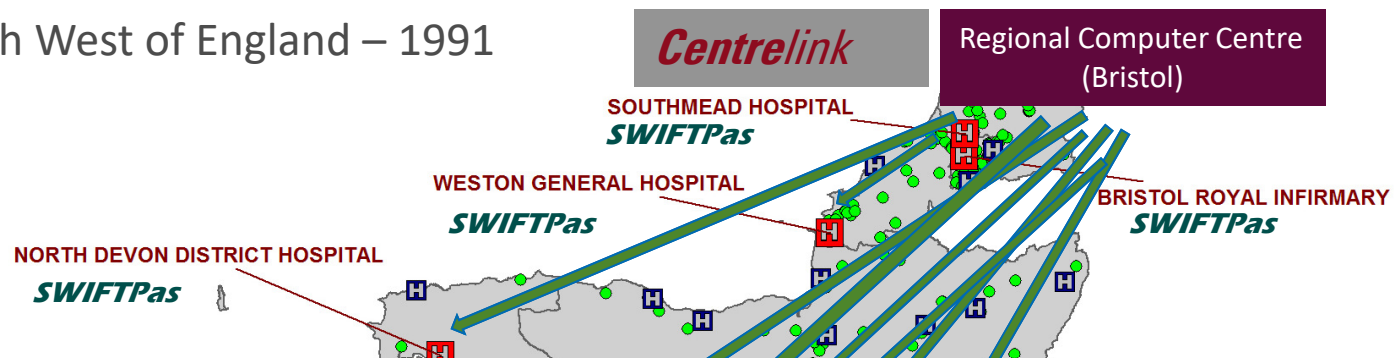 h West of England – 1991
Centrelink
Regional Computer Centre
(Bristol)
SOUTHMEAD HOSPITAL
SWIFTPas
WESTON GENERAL HOSPITAL
SWIFTPas
BRISTOL ROYAL INFIRMARY
SWIFTPas
NORTH DEVON DISTRICT HOSPITAL
SWIFTPas
H
H
H
H
H
H
H
H
H
H
H
H
H